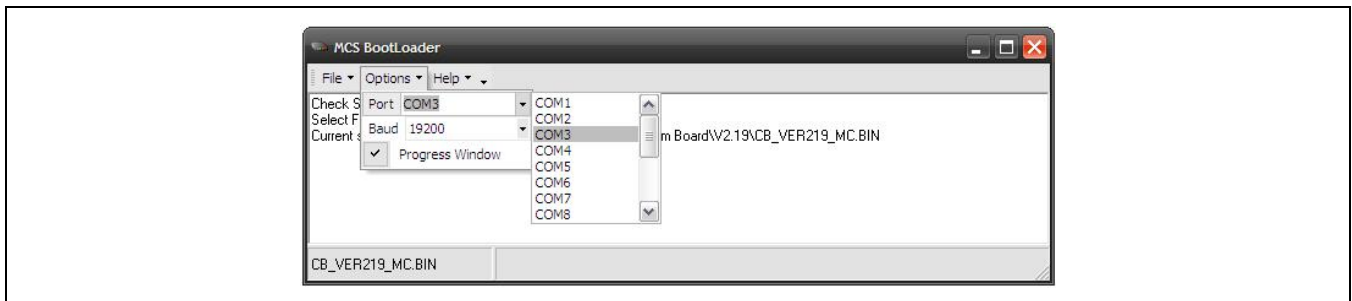 MCS BootLoader
File Options Help
Check S
Port COM3
Select F
Baud 19200
Current s
m Board\V2.19\CB_VER219_MC.BIN
Progress Window
COM1
COM2
COM3
COM4
COM5
COM6
COM7
COM8
CB_VER219_MC.BIN